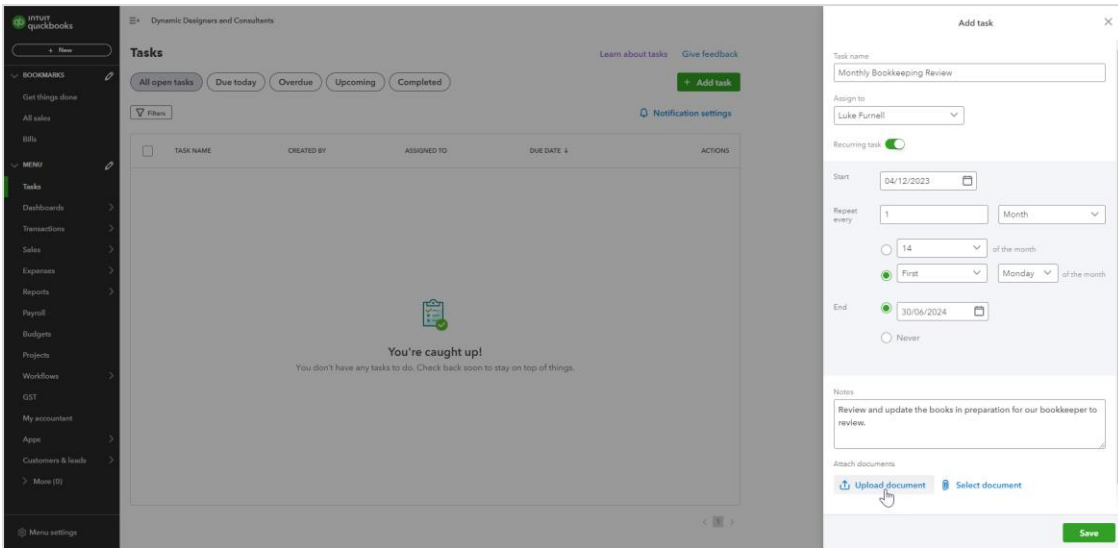 INTUIT
quickbooks
+ New
BOOKMARKS
Get things done
All sales
Bills
MENU
Tasks
Dashboards
Transactions
Sales
Expenses
Reports
Payroll
Budgets
Projects
Workflows
GST
My accountant
Apps
Customers & leads
More (0)
Menu settings
Dynamic Designers and Consultants
Tasks
Learn about tasks Give feedback
All open tasks Due today Overdue Upcoming Completed
+ Add task
Filters
Notification settings
TASK NAME CREATED BY ASSIGNED TO DUE DATE ↓ ACTIONS
You're caught up!
You don't have any tasks to do. Check back soon to stay on top of things.
< 1 >
Add task
Task name
Monthly Bookkeeping Review
Assign to
Luke Furnell
Recurring task
Start 04/12/2023
Repeat
every
1 Month
14 of the month
First Monday of the month
End 30/06/2024
Never
Notes
Review and update the books in preparation for our bookkeeper to
review.
Attach documents
Upload document Select document
Save